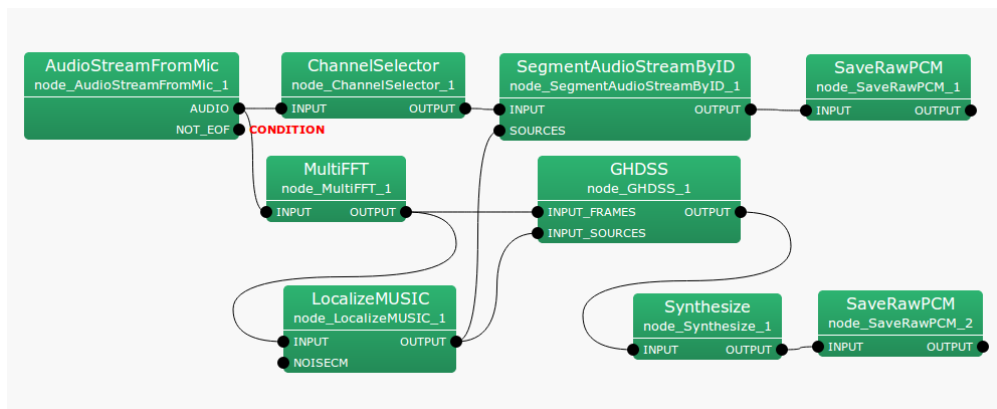 AudioStreamFromMic
node_AudioStreamFromMic_1
AUDIO
NOT_EOF
CONDITION
ChannelSelector
node_ChannelSelector_1
INPUT OUTPUT
SegmentAudioStreamByID
node_SegmentAudioStreamByID_1
INPUT OUTPUT
SOURCES
SaveRawPCM
node_SaveRawPCM_1
INPUT OUTPUT
MultiFFT
node_MultiFFT_1
INPUT OUTPUT
GHDSS
node_GHDSS_1
INPUT_FRAMES OUTPUT
INPUT_SOURCES
LocalizeMUSIC
node_LocalizeMUSIC_1
INPUT OUTPUT
NOISECM
Synthesize
node_Synthesize_1
INPUT OUTPUT
SaveRawPCM
node_SaveRawPCM_2
INPUT OUTPUT